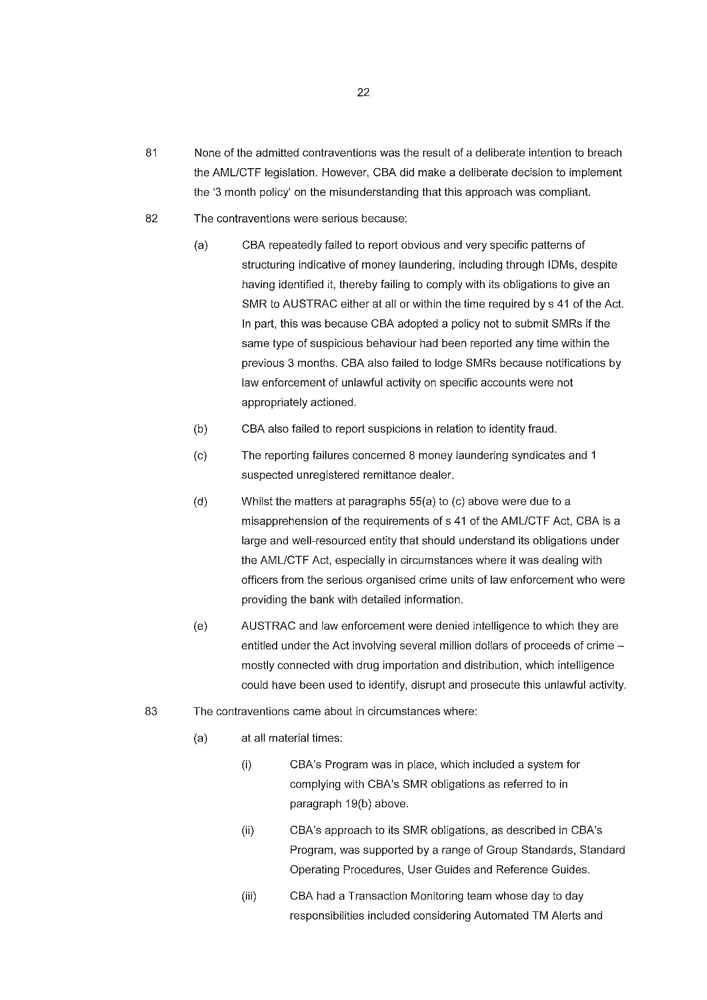 22
81 None of the admitted contraventions was the result of a deliberate intention to breach
the AML/CTF legislation. However, CBA did make a deliberate decision to implement
the ‘3 month policy’ on the misunderstanding that this approach was compliant.
82 The contraventions were serious because:
(a) CBA repeatedly failed to report obvious and very specific patterns of
structuring indicative of money laundering, including through IDMs, despite
having identified it, thereby failing to comply with its obligations to give an
SMR to AUSTRAC either at all or within the time required by s 41 of the Act.
In part, this was because CBA adopted a policy not to submit SMRs if the
same type of suspicious behaviour had been reported any time within the
previous 3 months. CBA also failed to lodge SMRs because notifications by
law enforcement of unlawful activity on specific accounts were not
appropriately actioned.
(b) CBA also failed to report suspicions in relation to identity fraud.
(c) The reporting failures concerned 8 money laundering syndicates and 1
suspected unregistered remittance dealer.
(d) Whilst the matters at paragraphs 55(a) to (c) above were due to a
misapprehension of the requirements of s 41 of the AML/CTF Act, CBA is a
large and well-resourced entity that should understand its obligations under
the AML/CTF Act, especially in circumstances where it was dealing with
officers from the serious organised crime units of law enforcement who were
providing the bank with detailed information.
(e) AUSTRAC and law enforcement were denied intelligence to which they are
entitled under the Act involving several million dollars of proceeds of crime –
mostly connected with drug importation and distribution, which intelligence
could have been used to identify, disrupt and prosecute this unlawful activity.
83 The contraventions came about in circumstances where:
(a) at all material times:
(i) CBA’s Program was in place, which included a system for
complying with CBA’s SMR obligations as referred to in
paragraph 19(b) above.
(ii) CBA’s approach to its SMR obligations, as described in CBA’s
Program, was supported by a range of Group Standards, Standard
Operating Procedures, User Guides and Reference Guides.
(iii) CBA had a Transaction Monitoring team whose day to day
responsibilities included considering Automated TM Alerts and